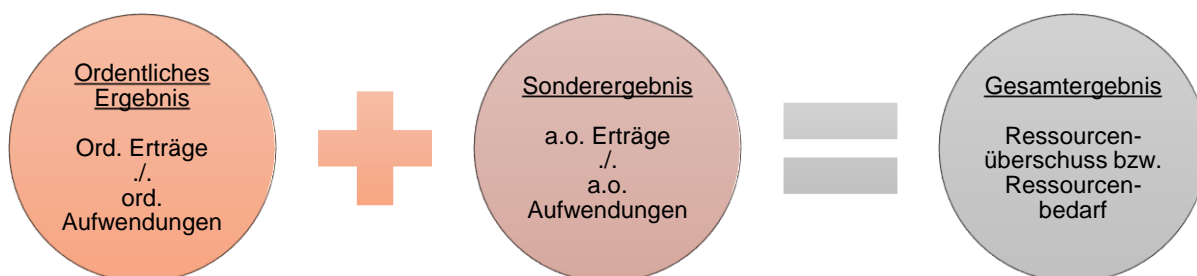 Ordentliches
Ergebnis
Ord. Erträge
./.
ord.
Aufwendungen
Sonderergebnis
a.o. Erträge
./.
a.o.
Aufwendungen
Gesamtergebnis
Ressourcen-
überschuss bzw.
Ressourcen-
bedarf